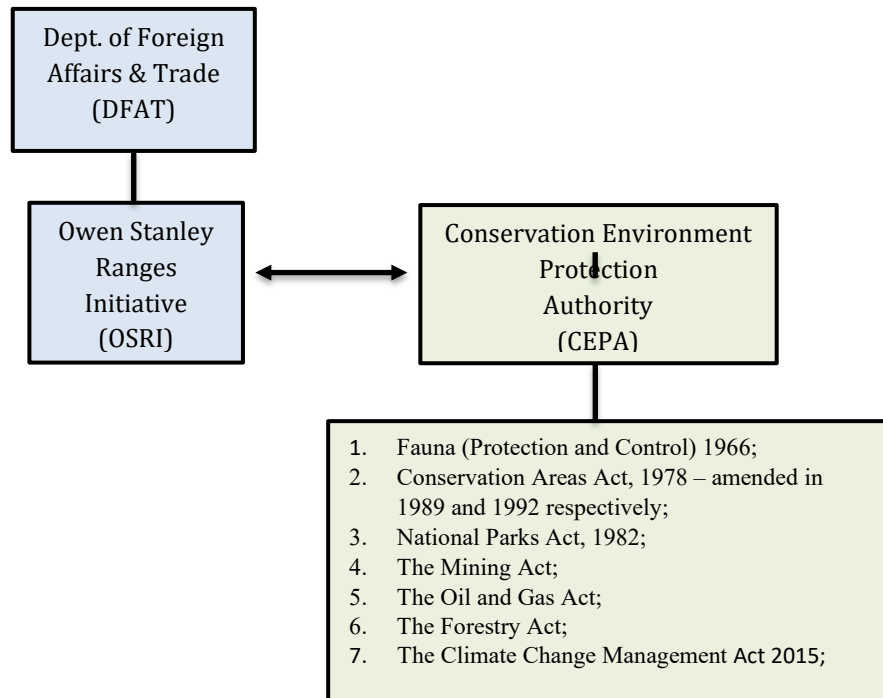 Dept. of Foreign
Affairs & Trade
(DFAT)
Owen Stanley
Ranges
Initiative
(OSRI)
Conservation Environment
Protection
Authority
(CEPA)
1. Fauna (Protection and Control) 1966;
2. Conservation Areas Act, 1978 – amended in
1989 and 1992 respectively;
3. National Parks Act, 1982;
4. The Mining Act;
5. The Oil and Gas Act;
6. The Forestry Act;
7. The Climate Change Management Act 2015;